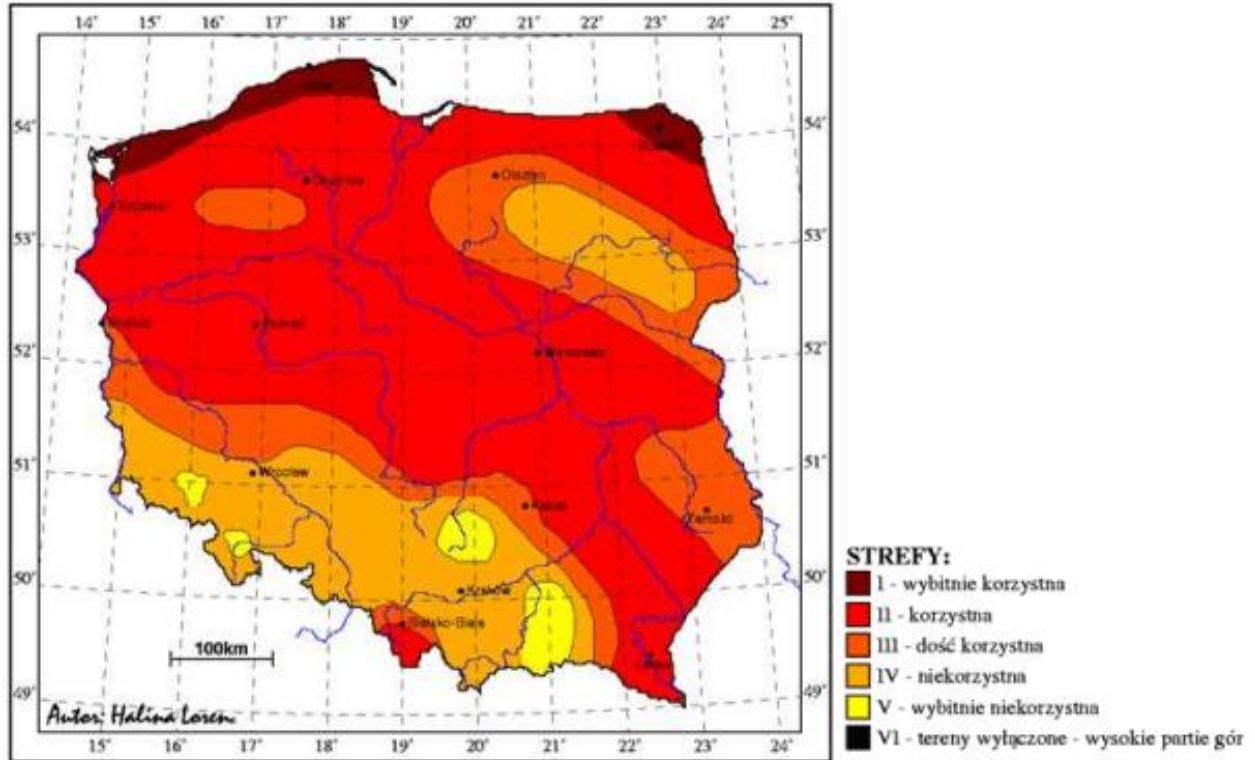 14° 15° 16° 17° 18° 19° 20° 21° 22° 23° 24° 25°
54° 54°
Olsztyn
53° 53°
Poznań
Warszawa
52° 52°
51° Wrocław 51°
Kielce
Zamość
50° Kraków 50°
Bielsko-Biała
100km
49° 49°
Autor: Halina Loren.
15° 16° 17° 18° 19° 20° 21° 22° 23° 24°
STREFY:
I - wybitnie korzystna
II - korzystna
III - dość korzystna
IV - niekorzystna
V - wybitnie niekorzystna
VI - tereny wyłączone - wysokie partie gór